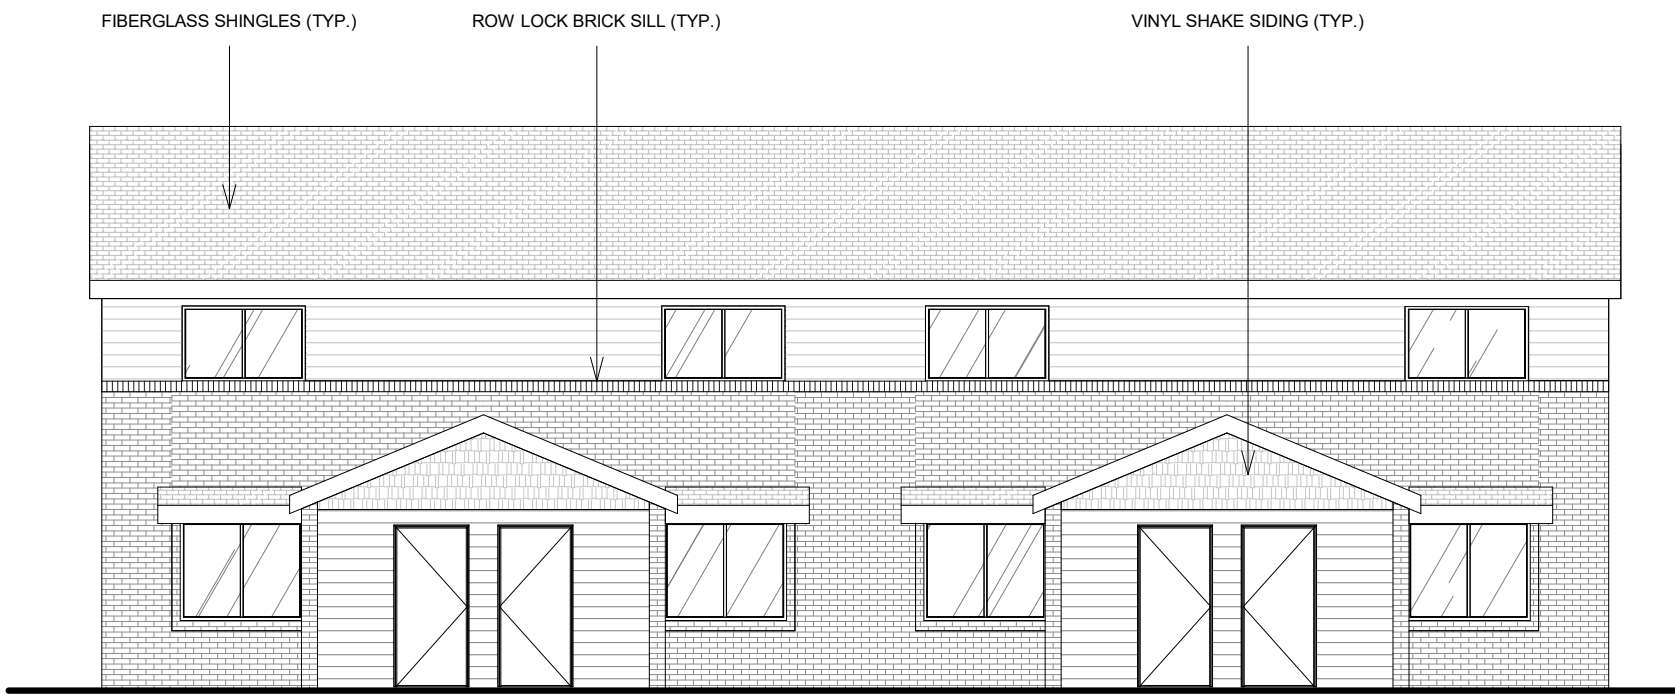 FIBERGLASS SHINGLES (TYP.)
ROW LOCK BRICK SILL (TYP.)
VINYL SHAKE SIDING (TYP.)